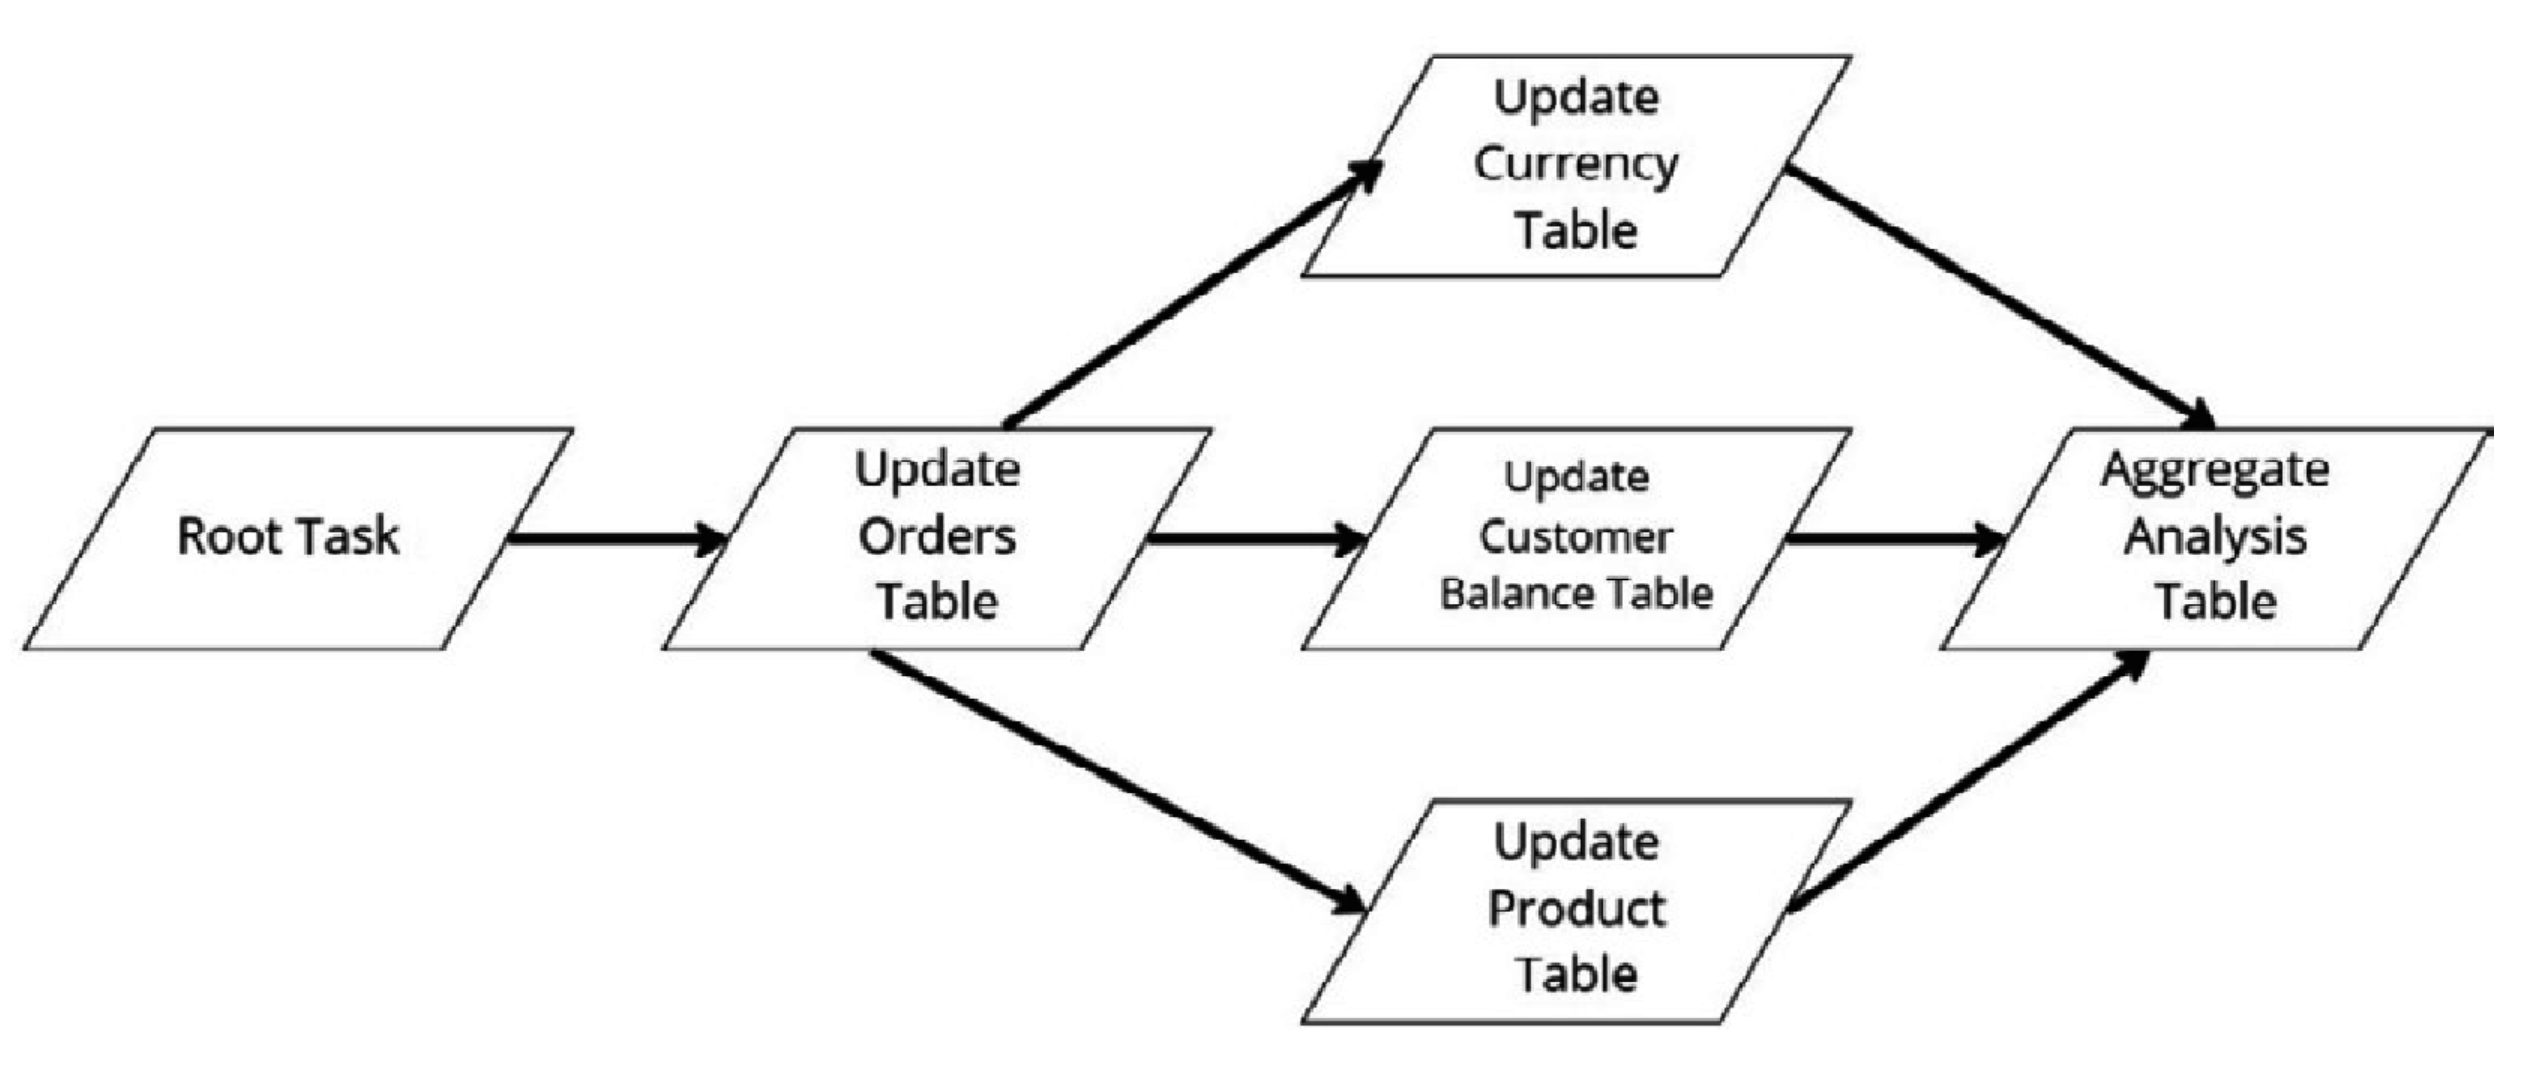 Root Task
Update
Orders
Table
Update
Currency
Table
Update
Customer
Balance Table
Update
Product
Table
Aggregate
Analysis
Table